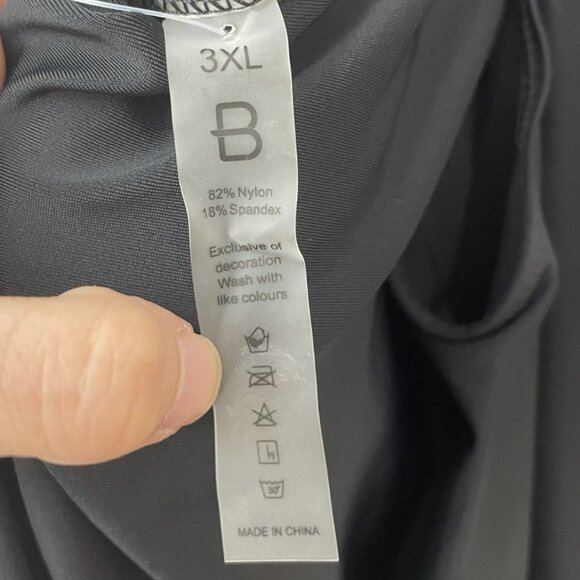 3XL
B
82% Nylon
18% Spandex
Exclusive of
decoration
Wash with
like colours
30°
MADE IN CHINA